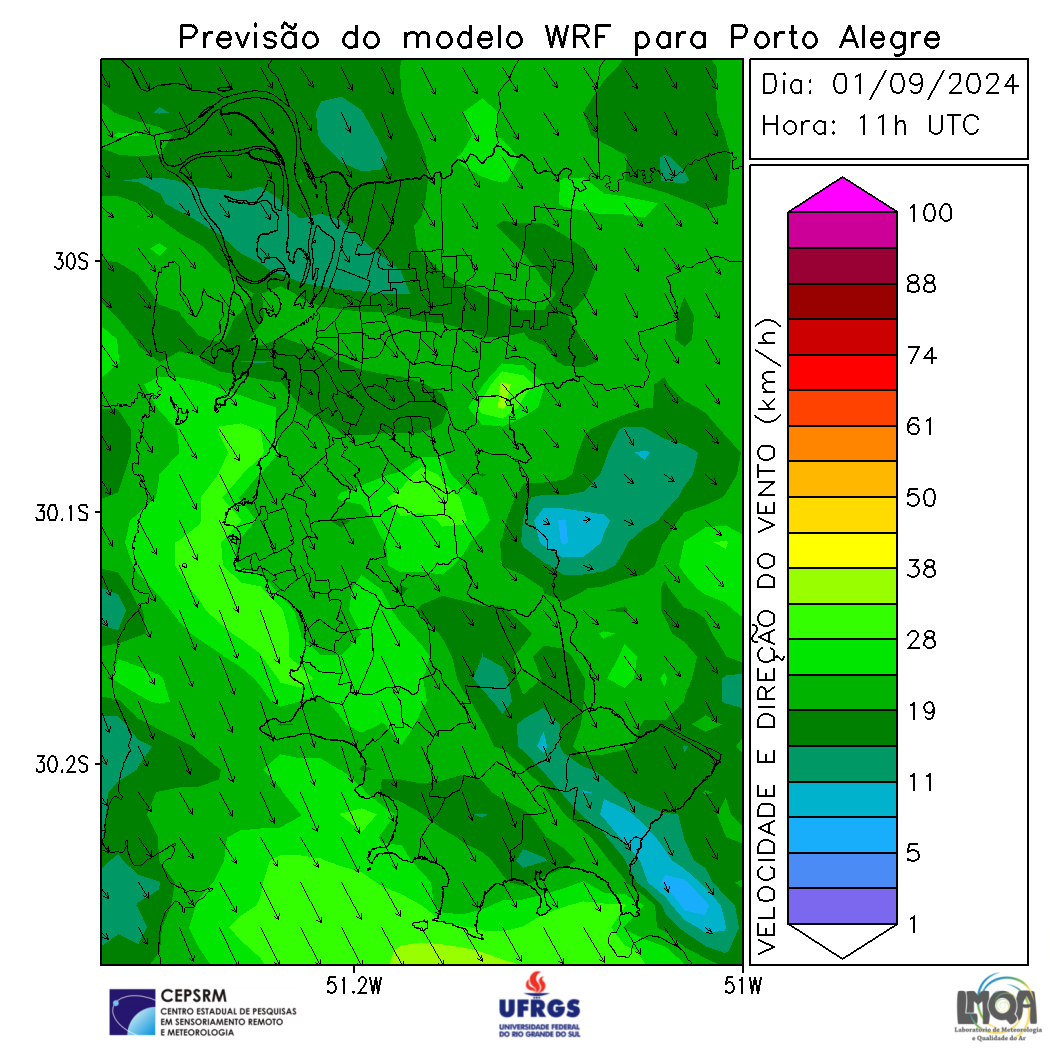 Previsão do modelo WRF para Porto Alegre
Dia: 01/09/2024
Hora: 11h UTC
30S
30.1S
30.2S
51.2W
51W
VELOCIDADE E DIREÇÃO DO VENTO (km/h)
100
88
74
61
50
38
28
19
11
5
1
CEPSRM
CENTRO ESTADUAL DE PESQUISAS
EM SENSORIAMENTO REMOTO
E METEOROLOGIA
UFRGS
UNIVERSIDADE FEDERAL
DO RIO GRANDE DO SUL
LMQA
Laboratório de Meteorologia
e Qualidade do Ar